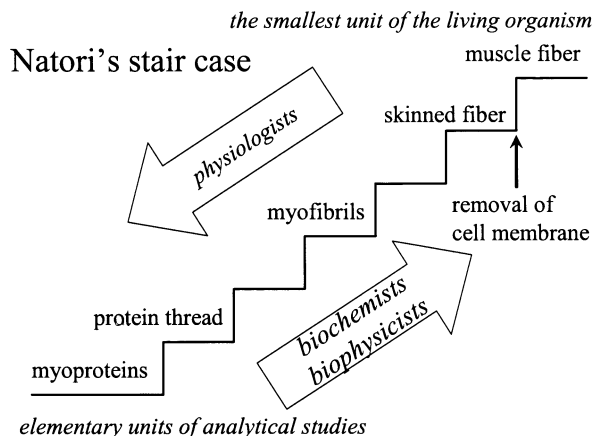 the smallest unit of the living organism
muscle fiber
Natori's stair case
skinned fiber
physiologists
myofibrils
removal of
cell membrane
biochemists
biophysicists
protein thread
myoproteins
elementary units of analytical studies